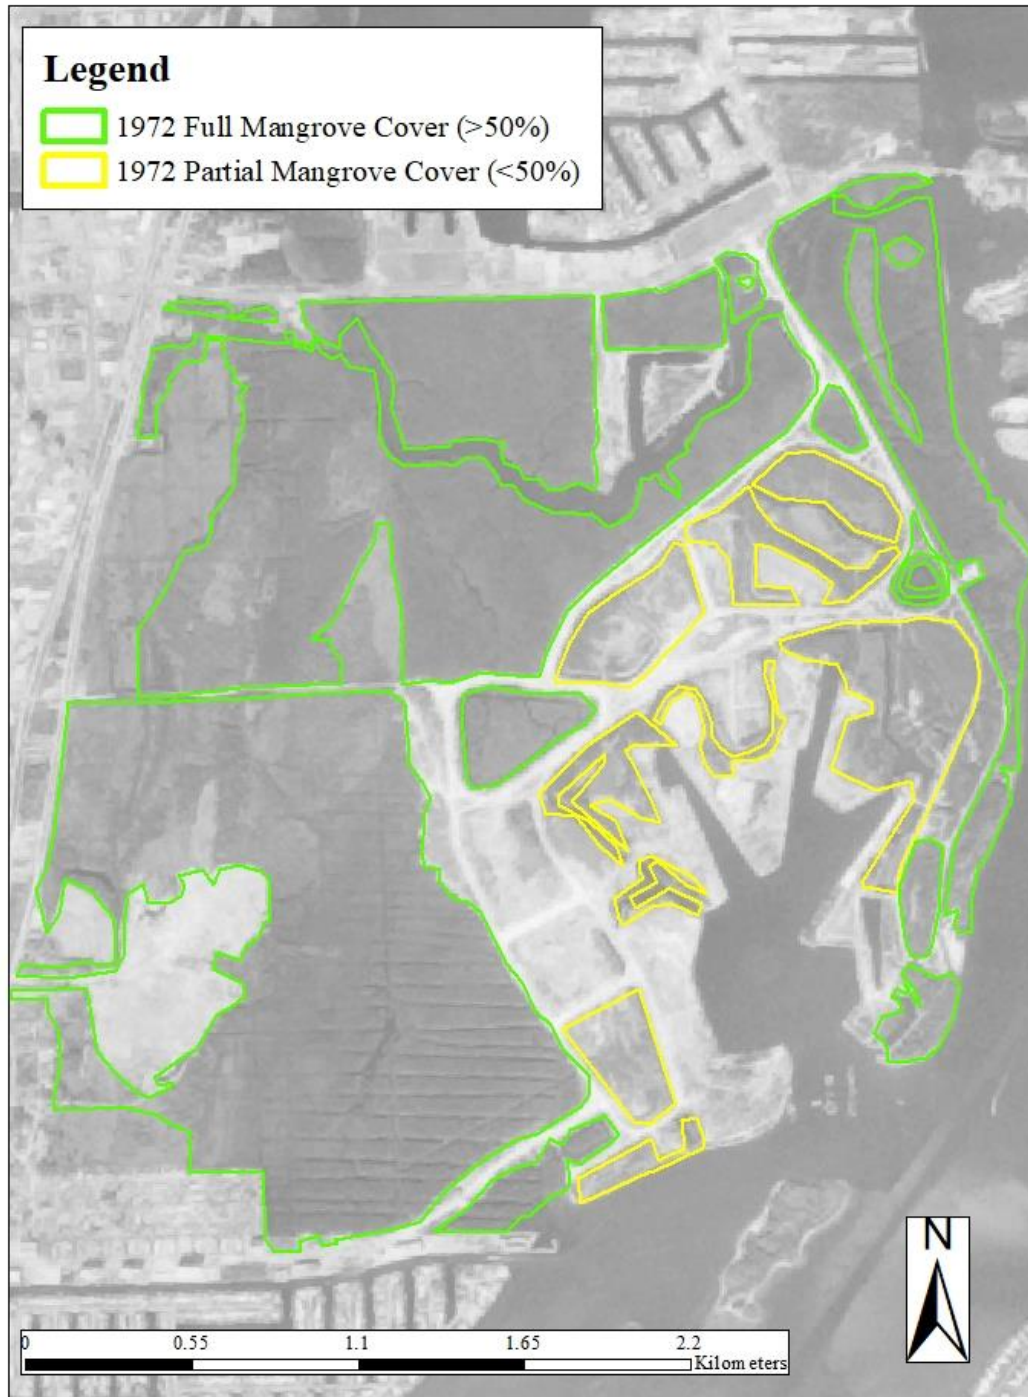 Legend
1972 Full Mangrove Cover (>50%)
1972 Partial Mangrove Cover (<50%)
N
0 0.55 1.1 1.65 2.2
Kilometers